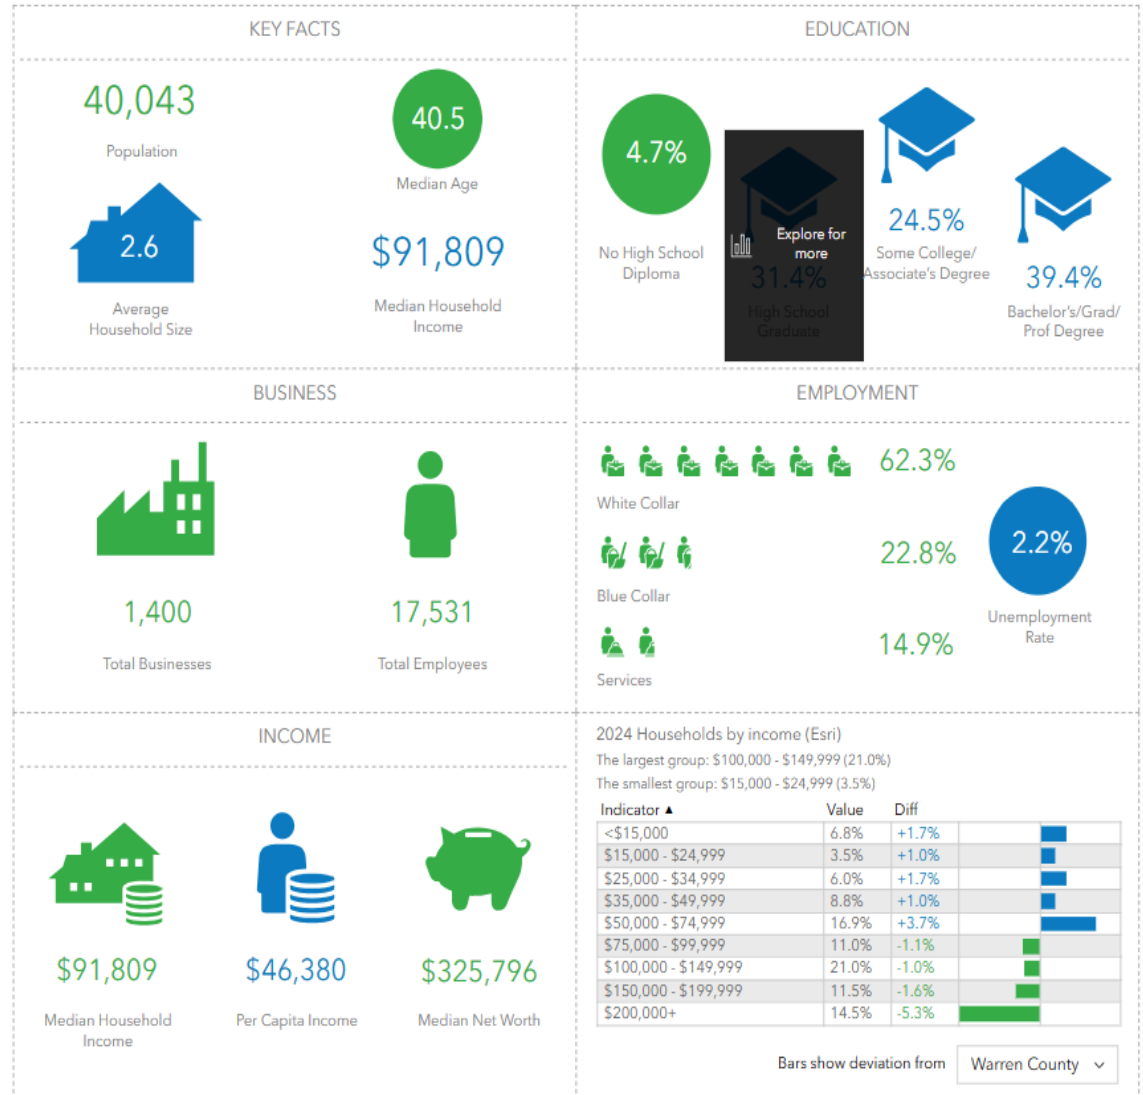 KEY FACTS
40,043
Population
40.5
Median Age
2.6
Average
Household Size
$91,809
Median Household
Income
EDUCATION
4.7%
No High School
Diploma
Explore for
more
31.4%
High School
Graduate
24.5%
Some College/
Associate's Degree
39.4%
Bachelor's/Grad/
Prof Degree
BUSINESS
1,400
Total Businesses
17,531
Total Employees
EMPLOYMENT
62.3%
White Collar
22.8%
Blue Collar
14.9%
Services
2.2%
Unemployment
Rate
INCOME
$91,809
Median Household
Income
$46,380
Per Capita Income
$325,796
Median Net Worth
2024 Households by income (Esri)
The largest group: $100,000 - $149,999 (21.0%)
The smallest group: $15,000 - $24,999 (3.5%)
Indicator ▲ Value Diff
<$15,000 6.8% +1.7%
$15,000 - $24,999 3.5% +1.0%
$25,000 - $34,999 6.0% +1.7%
$35,000 - $49,999 8.8% +1.0%
$50,000 - $74,999 16.9% +3.7%
$75,000 - $99,999 11.0% -1.1%
$100,000 - $149,999 21.0% -1.0%
$150,000 - $199,999 11.5% -1.6%
$200,000+ 14.5% -5.3%
Bars show deviation from Warren County